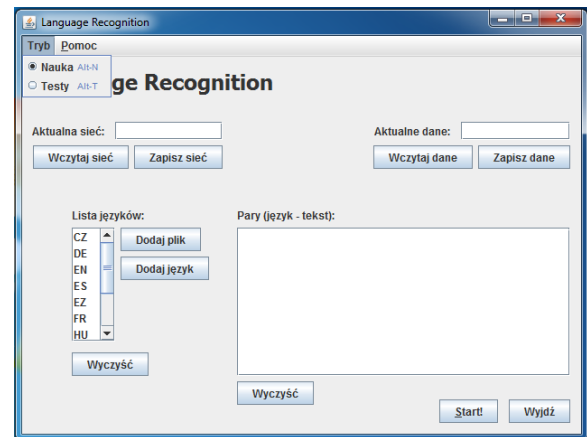 Language Recognition
Tryb Pomoc
Nauka Alt-N
Testy Alt-T
ge Recognition
Aktualna sieć: Aktualne dane:
Wczytaj sieć Zapisz sieć Wczytaj dane Zapisz dane
Lista języków: Pary (język - tekst):
CZ Dodaj plik
DE
EN Dodaj język
ES
EZ
FR
HU
Wyczyść
Wyczyść
Start! Wyjdź